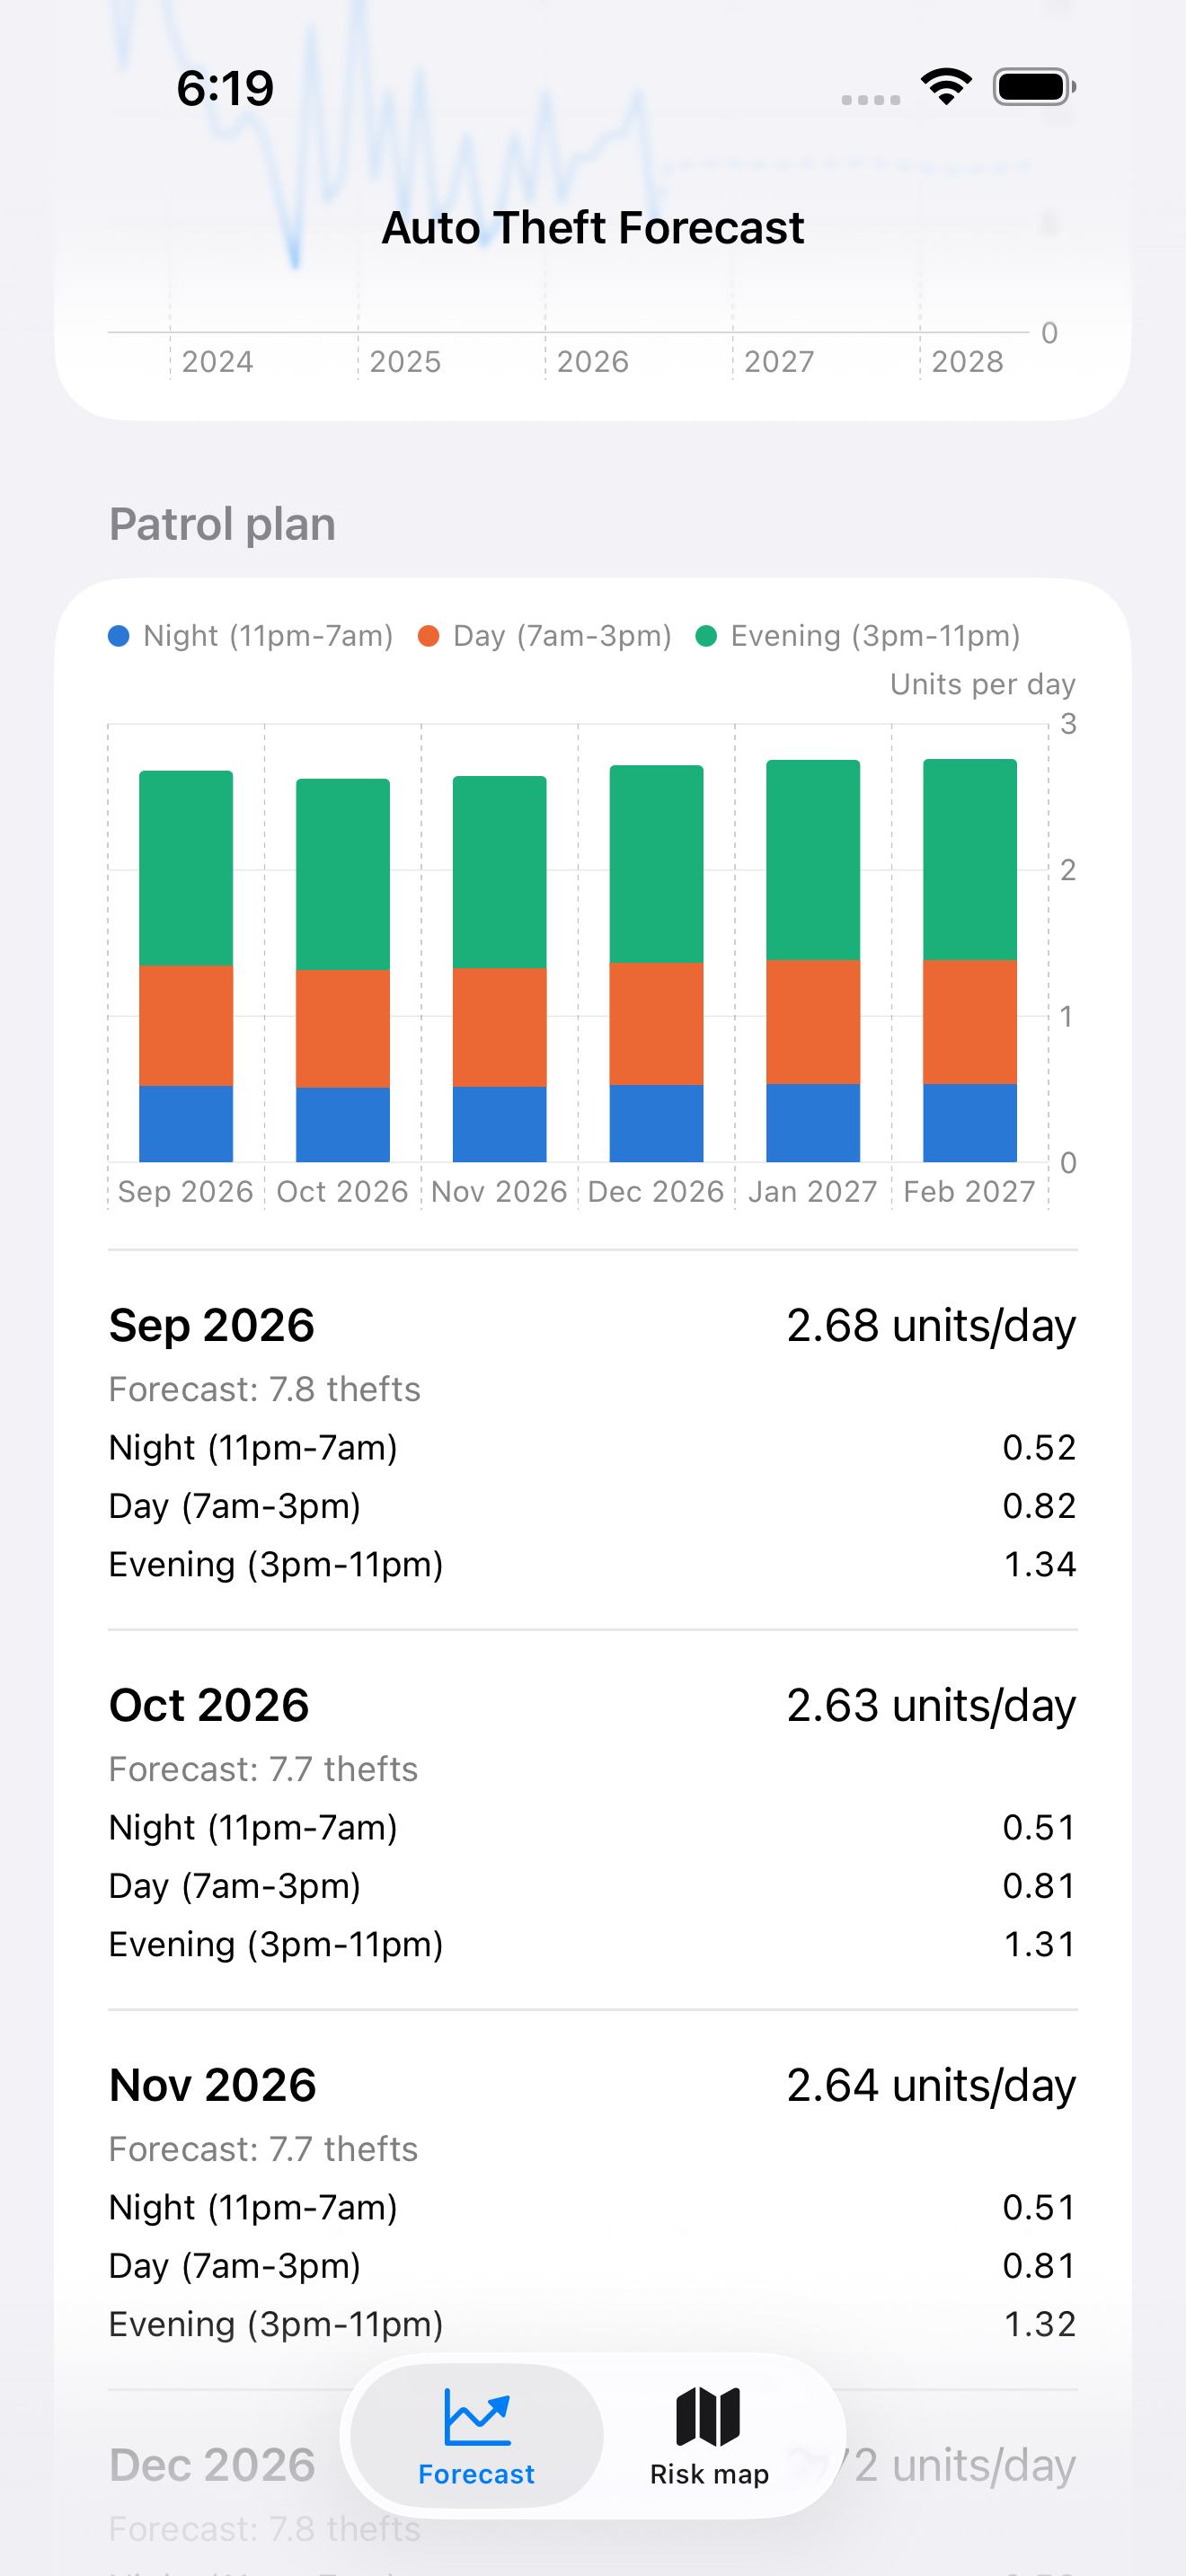 6:19
Auto Theft Forecast
5
0
2024 2025 2026 2027 2028
Patrol plan
Night (11pm-7am) Day (7am-3pm) Evening (3pm-11pm)
Units per day
3
2
1
0
Sep 2026 Oct 2026 Nov 2026 Dec 2026 Jan 2027 Feb 2027
Sep 2026 2.68 units/day
Forecast: 7.8 thefts
Night (11pm-7am) 0.52
Day (7am-3pm) 0.82
Evening (3pm-11pm) 1.34
Oct 2026 2.63 units/day
Forecast: 7.7 thefts
Night (11pm-7am) 0.51
Day (7am-3pm) 0.81
Evening (3pm-11pm) 1.31
Nov 2026 2.64 units/day
Forecast: 7.7 thefts
Night (11pm-7am) 0.51
Day (7am-3pm) 0.81
Evening (3pm-11pm) 1.32
Dec 2026 units/day
Forecast: 7.8 thefts
Forecast Risk map